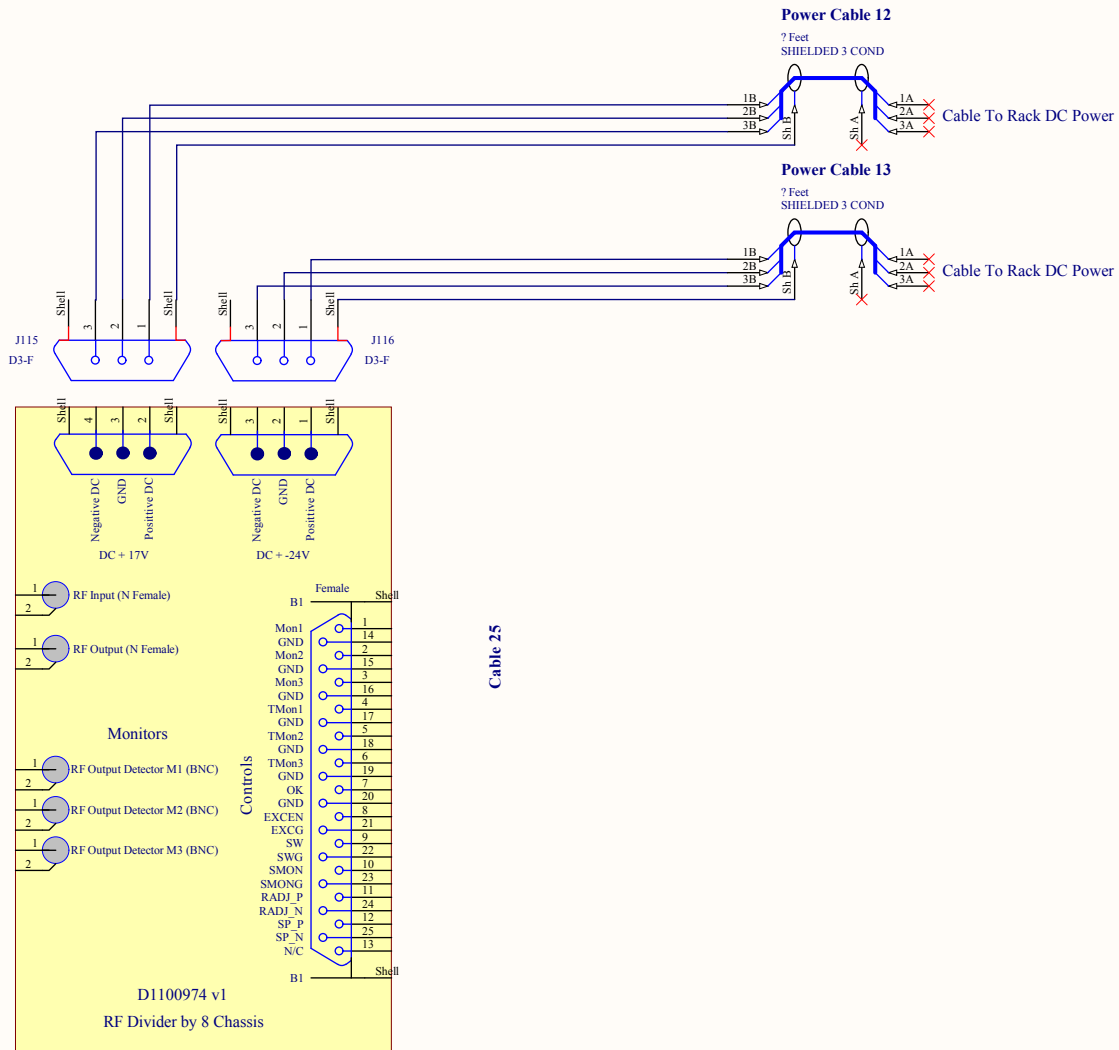 Power Cable 12
? Feet
SHIELDED 3 COND
1B
2B
3B
Sh B
Sh A
1A
2A
3A
Cable To Rack DC Power
Power Cable 13
? Feet
SHIELDED 3 COND
1B
2B
3B
Sh B
Sh A
1A
2A
3A
Cable To Rack DC Power
Shell
3
2
1
Shell
J115
D3-F
Shell
3
2
1
Shell
J116
D3-F
Shell
4
3
2
Shell
Negative DC
GND
Positive DC
DC + 17V
Shell
3
2
1
Shell
Negative DC
GND
Positive DC
DC + -24V
1
2
RF Input (N Female)
1
2
RF Output (N Female)
Monitors
1
2
RF Output Detector M1 (BNC)
1
2
RF Output Detector M2 (BNC)
1
2
RF Output Detector M3 (BNC)
Controls
Female
B1 Shell
Mon1 1
GND 14
Mon2 2
GND 15
Mon3 3
GND 16
TMon1 4
GND 17
TMon2 5
GND 18
TMon3 6
GND 19
OK 7
GND 20
EXCEN 8
EXCG 21
SW 9
SWG 22
SMON 10
SMONG 23
RADJ_P 11
RADJ_N 24
SP_P 12
SP_N 25
N/C 13
B1 Shell
Cable 25
D1100974 v1
RF Divider by 8 Chassis